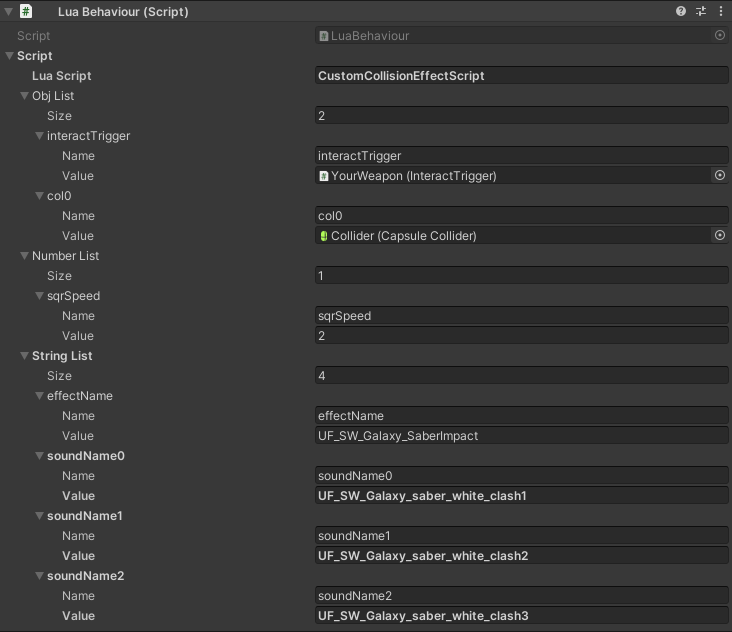 Lua Behaviour (Script)
Script LuaBehaviour
Script
Lua Script CustomCollisionEffectScript
Obj List
Size 2
interactTrigger
Name interactTrigger
Value YourWeapon (InteractTrigger)
col0
Name col0
Value Collider (Capsule Collider)
Number List
Size 1
sqrSpeed
Name sqrSpeed
Value 2
String List
Size 4
effectName
Name effectName
Value UF_SW_Galaxy_SaberImpact
soundName0
Name soundName0
Value UF_SW_Galaxy_saber_white_clash1
soundName1
Name soundName1
Value UF_SW_Galaxy_saber_white_clash2
soundName2
Name soundName2
Value UF_SW_Galaxy_saber_white_clash3